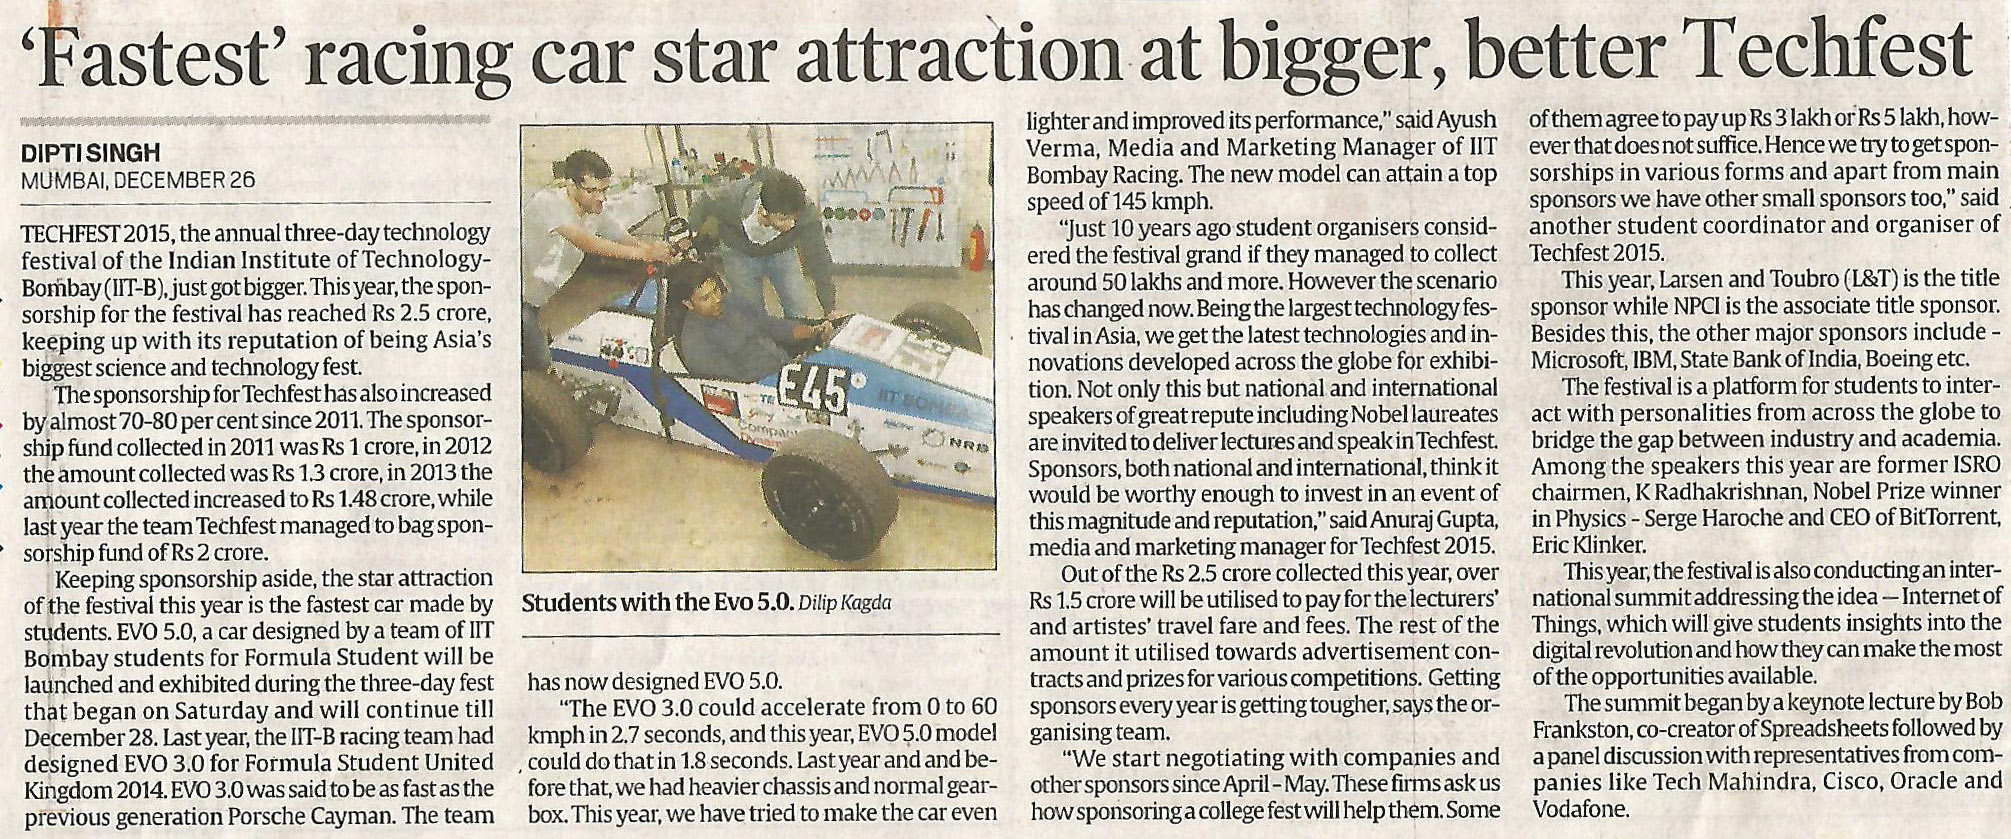 ‘Fastest’ racing car star attraction at bigger, better Techfest
DIPTI SINGH
MUMBAI, DECEMBER 26
TECHFEST 2015, the annual three-day technology
festival of the Indian Institute of Technology-
Bombay (IIT-B), just got bigger. This year, the spon-
sorship for the festival has reached Rs 2.5 crore,
keeping up with its reputation of being Asia’s
biggest science and technology fest.
The sponsorship for Techfest has also increased
by almost 70-80 per cent since 2011. The sponsor-
ship fund collected in 2011 was Rs 1 crore, in 2012
the amount collected was Rs 1.3 crore, in 2013 the
amount collected increased to Rs 1.48 crore, while
last year the team Techfest managed to bag spon-
sorship fund of Rs 2 crore.
Keeping sponsorship aside, the star attraction
of the festival this year is the fastest car made by
students. EVO 5.0, a car designed by a team of IIT
Bombay students for Formula Student will be
launched and exhibited during the three-day fest
that began on Saturday and will continue till
December 28. Last year, the IIT-B racing team had
designed EVO 3.0 for Formula Student United
Kingdom 2014. EVO 3.0 was said to be as fast as the
previous generation Porsche Cayman. The team
E45
IIT BOMBAY
NRB
Students with the Evo 5.0. Dilip Kagda
has now designed EVO 5.0.
“The EVO 3.0 could accelerate from 0 to 60
kmph in 2.7 seconds, and this year, EVO 5.0 model
could do that in 1.8 seconds. Last year and and be-
fore that, we had heavier chassis and normal gear-
box. This year, we have tried to make the car even
lighter and improved its performance,” said Ayush
Verma, Media and Marketing Manager of IIT
Bombay Racing. The new model can attain a top
speed of 145 kmph.
“Just 10 years ago student organisers consid-
ered the festival grand if they managed to collect
around 50 lakhs and more. However the scenario
has changed now. Being the largest technology fes-
tival in Asia, we get the latest technologies and in-
novations developed across the globe for exhibi-
tion. Not only this but national and international
speakers of great repute including Nobel laureates
are invited to deliver lectures and speak in Techfest.
Sponsors, both national and international, think it
would be worthy enough to invest in an event of
this magnitude and reputation,” said Anuraj Gupta,
media and marketing manager for Techfest 2015.
Out of the Rs 2.5 crore collected this year, over
Rs 1.5 crore will be utilised to pay for the lecturers’
and artistes’ travel fare and fees. The rest of the
amount it utilised towards advertisement con-
tracts and prizes for various competitions. Getting
sponsors every year is getting tougher, says the or-
ganising team.
“We start negotiating with companies and
other sponsors since April – May. These firms ask us
how sponsoring a college fest will help them. Some
of them agree to pay up Rs 3 lakh or Rs 5 lakh, how-
ever that does not suffice. Hence we try to get spon-
sorships in various forms and apart from main
sponsors we have other small sponsors too,” said
another student coordinator and organiser of
Techfest 2015.
This year, Larsen and Toubro (L&T) is the title
sponsor while NPCI is the associate title sponsor.
Besides this, the other major sponsors include -
Microsoft, IBM, State Bank of India, Boeing etc.
The festival is a platform for students to inter-
act with personalities from across the globe to
bridge the gap between industry and academia.
Among the speakers this year are former ISRO
chairmen, K Radhakrishnan, Nobel Prize winner
in Physics - Serge Haroche and CEO of BitTorrent,
Eric Klinker.
This year, the festival is also conducting an inter-
national summit addressing the idea — Internet of
Things, which will give students insights into the
digital revolution and how they can make the most
of the opportunities available.
The summit began by a keynote lecture by Bob
Frankston, co-creator of Spreadsheets followed by
a panel discussion with representatives from com-
panies like Tech Mahindra, Cisco, Oracle and
Vodafone.